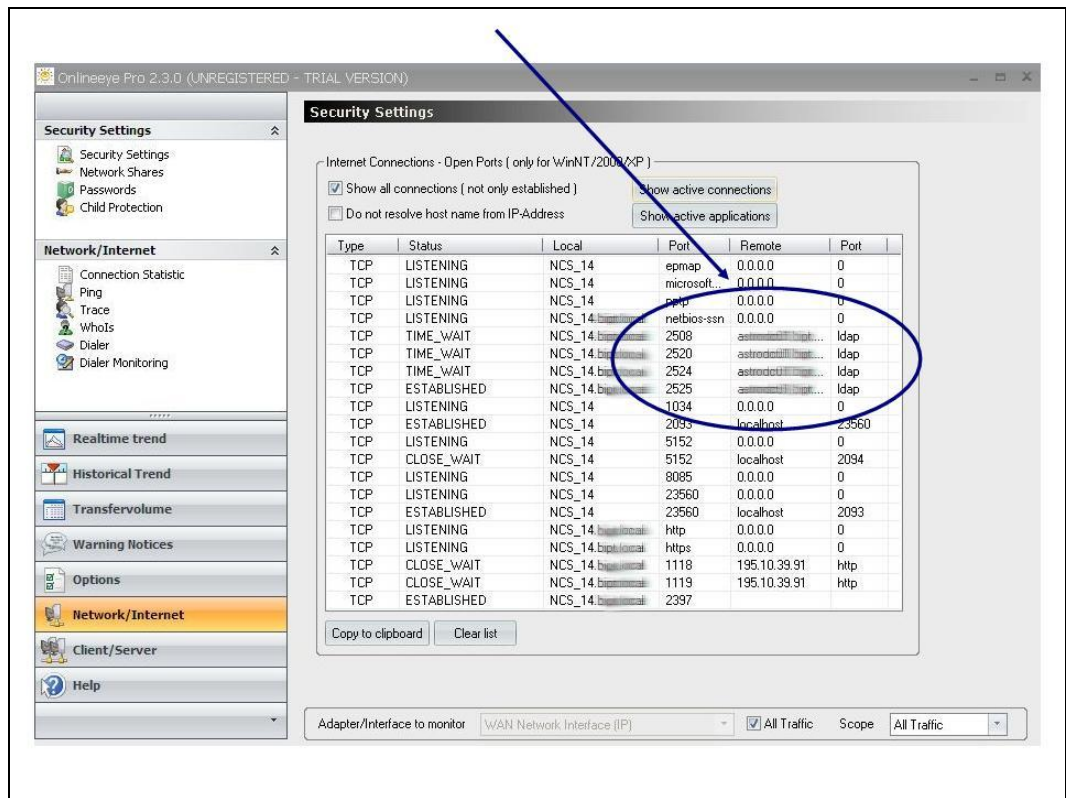 Onlineeye Pro 2.3.0 (UNREGISTERED - TRIAL VERSION)
Security Settings
Security Settings
Security Settings
Network Shares
Passwords
Child Protection
Network/Internet
Connection Statistic
Ping
Trace
WhoIs
Dialer
Dialer Monitoring
Realtime trend
Historical Trend
Transfervolume
Warning Notices
Options
Network/Internet
Client/Server
Help
Internet Connections - Open Ports ( only for WinNT/2000/XP )
Show all connections ( not only established )
Show active connections
Do not resolve host name from IP-Address
Show active applications
Type Status Local Port Remote Port
TCP LISTENING NCS_14 epmap 0.0.0.0 0
TCP LISTENING NCS_14 microsoft... 0.0.0.0 0
TCP LISTENING NCS_14 pptp 0.0.0.0 0
TCP LISTENING NCS_14. netbios-ssn 0.0.0.0 0
TCP TIME_WAIT NCS_14. 2508 ldap
TCP TIME_WAIT NCS_14. 2520 ldap
TCP TIME_WAIT NCS_14. 2524 ldap
TCP ESTABLISHED NCS_14. 2525 ldap
TCP LISTENING NCS_14 1034 0.0.0.0 0
TCP ESTABLISHED NCS_14 2093 localhost 23560
TCP LISTENING NCS_14 5152 0.0.0.0 0
TCP CLOSE_WAIT NCS_14 5152 localhost 2094
TCP LISTENING NCS_14 8085 0.0.0.0 0
TCP LISTENING NCS_14 23560 0.0.0.0 0
TCP ESTABLISHED NCS_14 23560 localhost 2093
TCP LISTENING NCS_14. http 0.0.0.0 0
TCP LISTENING NCS_14. https 0.0.0.0 0
TCP CLOSE_WAIT NCS_14. 1118 195.10.39.91 http
TCP CLOSE_WAIT NCS_14. 1119 195.10.39.91 http
TCP ESTABLISHED NCS_14. 2397
Copy to clipboard Clear list
Adapter/Interface to monitor WAN Network Interface (IP) All Traffic Scope All Traffic